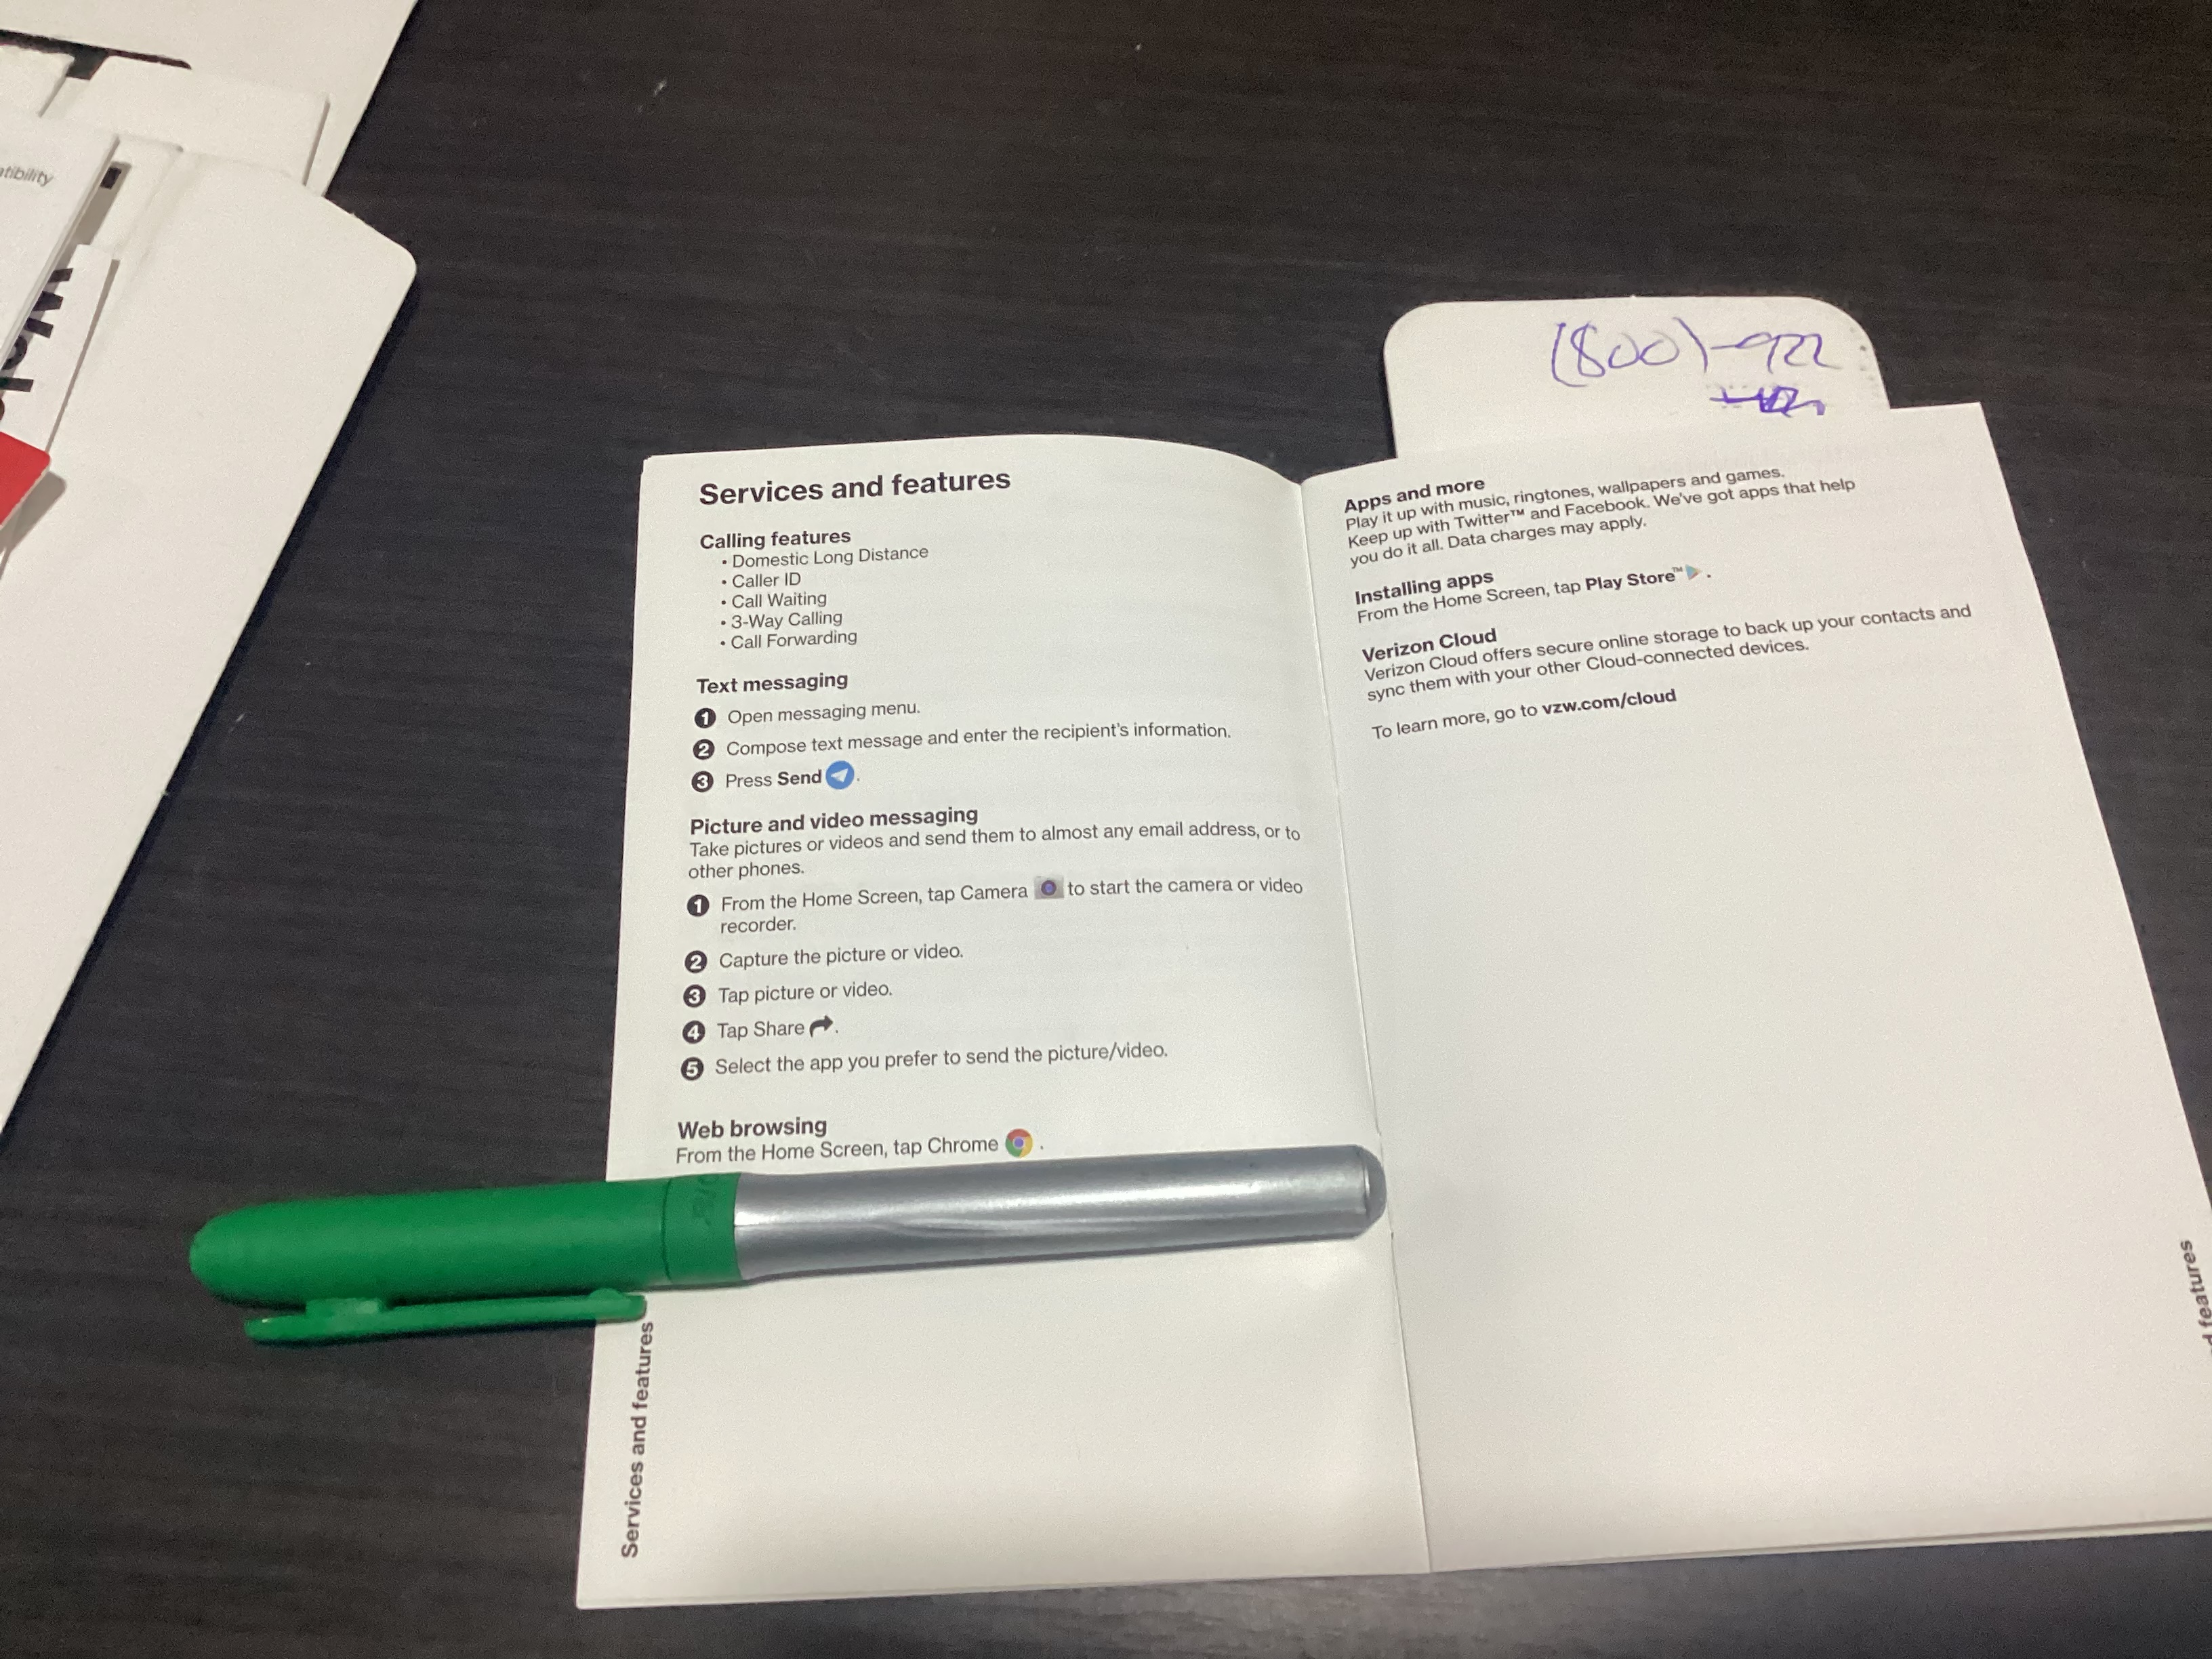 atibility
(800)-922
Services and features
Calling features
• Domestic Long Distance
• Caller ID
• Call Waiting
• 3-Way Calling
• Call Forwarding
Text messaging
1 Open messaging menu.
2 Compose text message and enter the recipient's information.
3 Press Send.
Picture and video messaging
Take pictures or videos and send them to almost any email address, or to
other phones.
1 From the Home Screen, tap Camera to start the camera or video
recorder.
2 Capture the picture or video.
3 Tap picture or video.
4 Tap Share.
5 Select the app you prefer to send the picture/video.
Web browsing
From the Home Screen, tap Chrome.
Services and features
Apps and more
Play it up with music, ringtones, wallpapers and games.
Keep up with Twitter™ and Facebook. We've got apps that help
you do it all. Data charges may apply.
Installing apps
From the Home Screen, tap Play Store™.
Verizon Cloud
Verizon Cloud offers secure online storage to back up your contacts and
sync them with your other Cloud-connected devices.
To learn more, go to vzw.com/cloud
d features